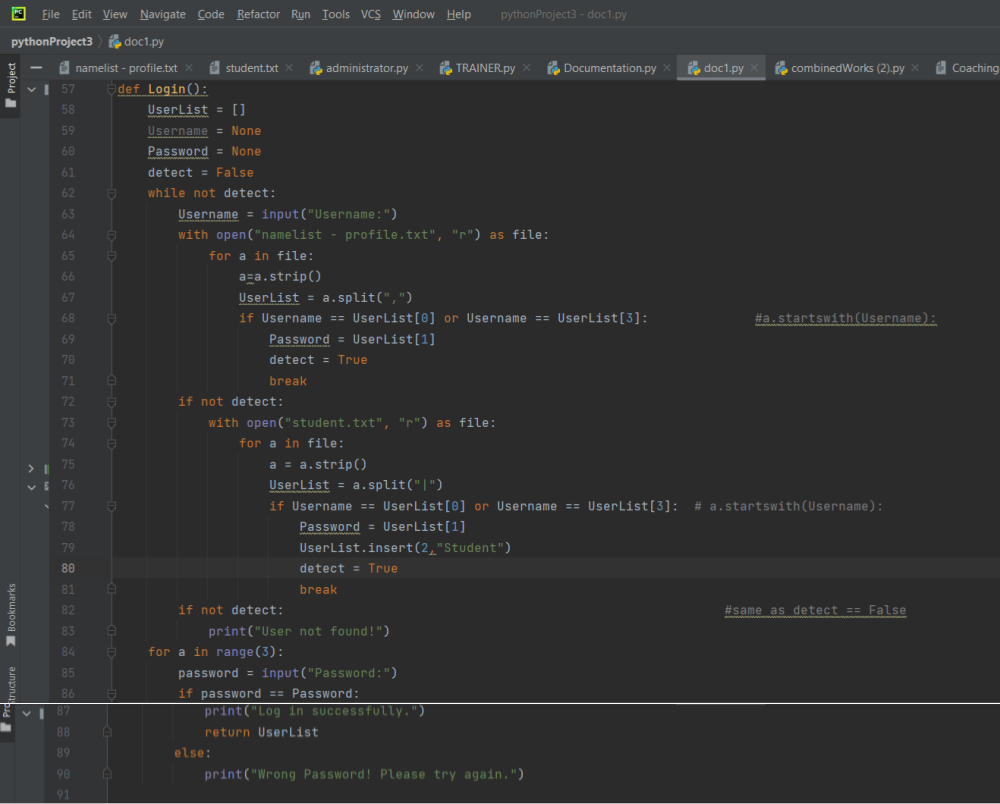 PC File Edit View Navigate Code Refactor Run Tools VCS Window Help pythonProject3 - doc1.py
pythonProject3 doc1.py
Project
namelist - profile.txt student.txt administrator.py TRAINER.py Documentation.py doc1.py combinedWorks (2).py Coaching
57 def Login():
58 UserList = []
59 Username = None
60 Password = None
61 detect = False
62 while not detect:
63 Username = input("Username:")
64 with open("namelist - profile.txt", "r") as file:
65 for a in file:
66 a=a.strip()
67 UserList = a.split(",")
68 if Username == UserList[0] or Username == UserList[3]: #a.startswith(Username):
69 Password = UserList[1]
70 detect = True
71 break
72 if not detect:
73 with open("student.txt", "r") as file:
74 for a in file:
75 a = a.strip()
76 UserList = a.split("|")
77 if Username == UserList[0] or Username == UserList[3]: # a.startswith(Username):
78 Password = UserList[1]
79 UserList.insert(2,"Student")
80 detect = True
81 break
82 if not detect: #same as detect == False
83 print("User not found!")
84 for a in range(3):
85 password = input("Password:")
86 if password == Password:
87 print("Log in successfully.")
88 return UserList
89 else:
90 print("Wrong Password! Please try again.")
91
Bookmarks